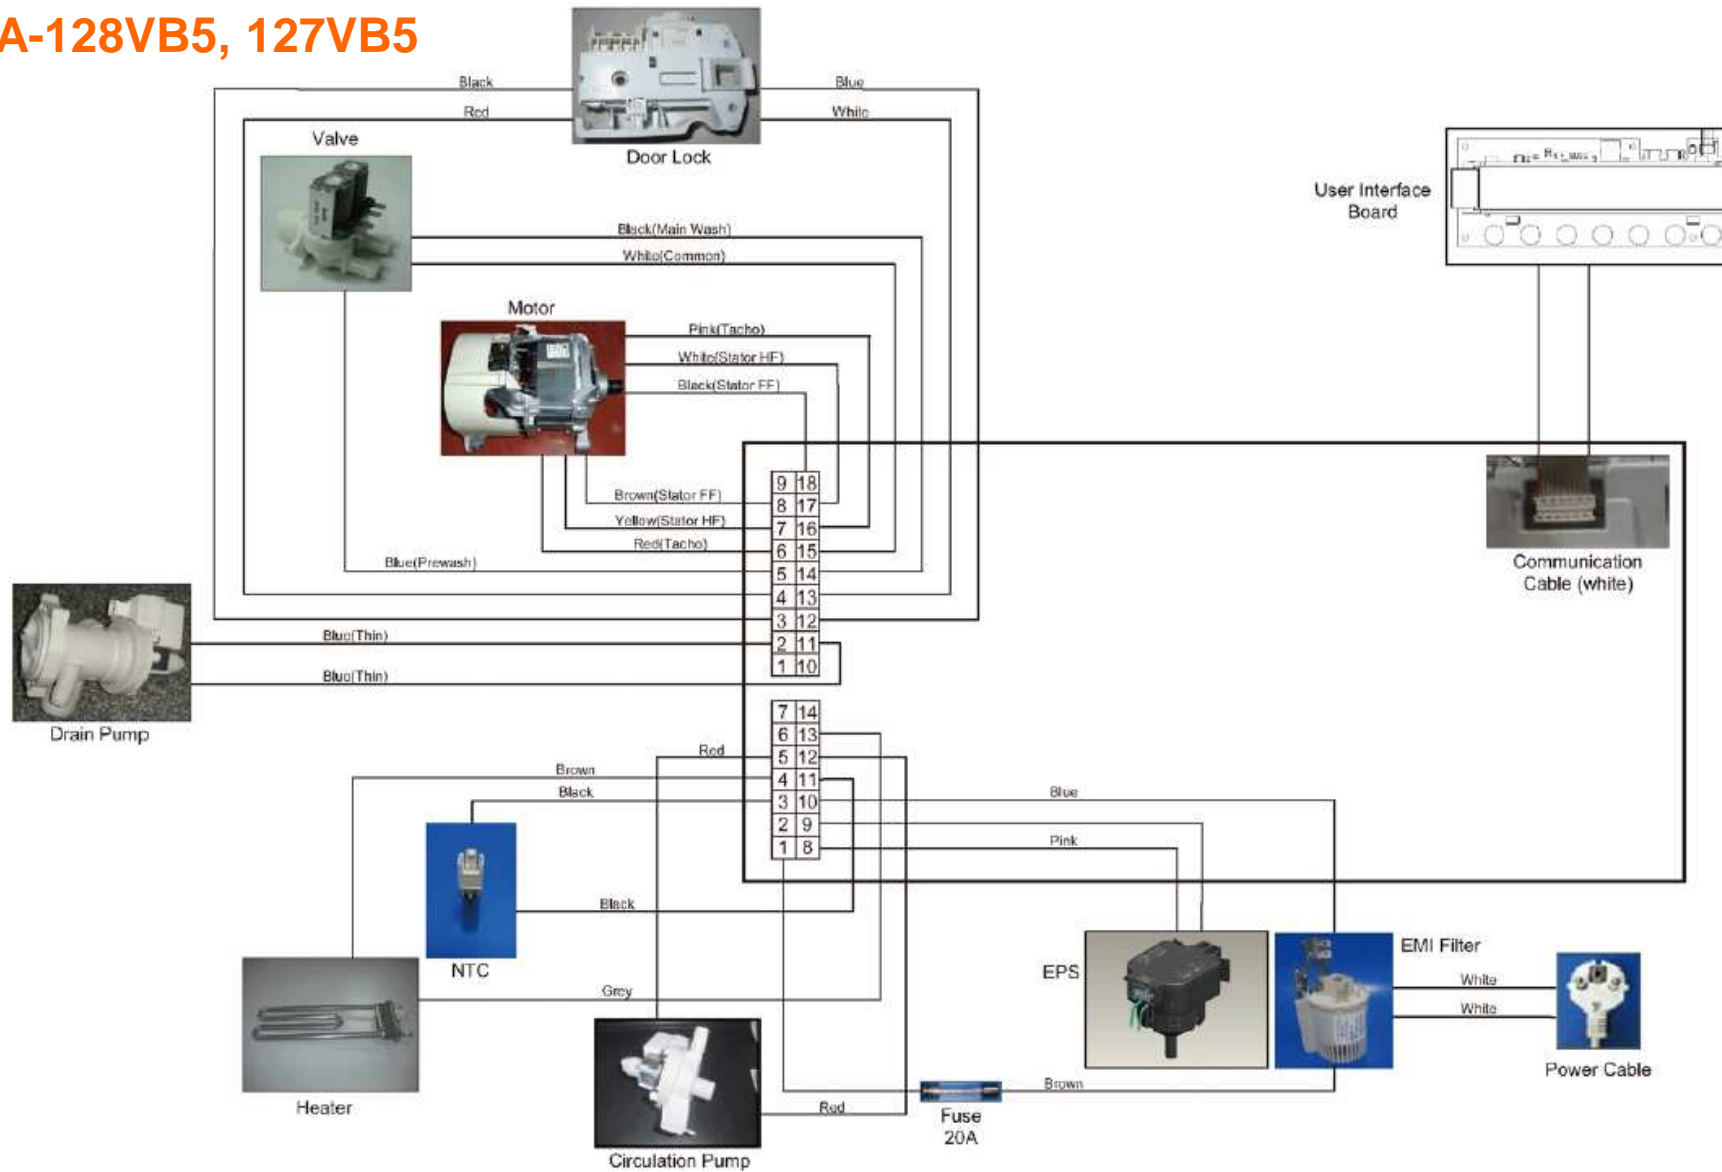 A-128VB5, 127VB5
Black
Red
Blue
White
Door Lock
Valve
Black(Main Wash)
White(Common)
User Interface
Board
Motor
Pink(Tacho)
White(Stator HF)
Black(Stator FF)
Brown(Stator FF)
Yellow(Stator HF)
Red(Tacho)
Blue(Prewash)
9 18
8 17
7 16
6 15
5 14
4 13
3 12
2 11
1 10
Communication
Cable (white)
Blue(Thin)
Blue(Thin)
Drain Pump
7 14
6 13
5 12
4 11
3 10
2 9
1 8
Red
Brown
Black
Blue
Pink
Black
NTC
Grey
Heater
EPS
EMI Filter
White
White
Power Cable
Brown
Fuse
20A
Red
Circulation Pump